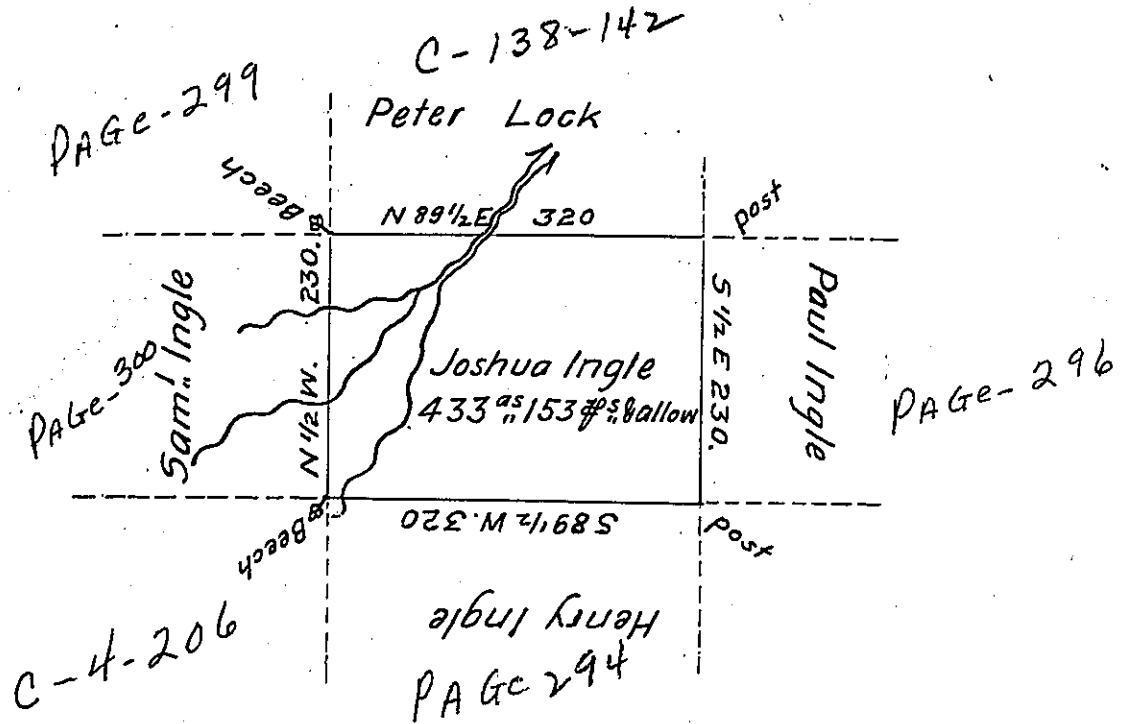 C-138-142
PAGe-299
Peter Lock
Beech
N 89½ E 320
post
230.
N ½ W.
Sam'l. Ingle
PAGe-300
Joshua Ingle
433 as 153 ps & allow
S ½ E 230.
Paul Ingle
PAGe-296
S 89½ W. 320
Beech
post
C-4-206
Henry Ingle
PAGe 294